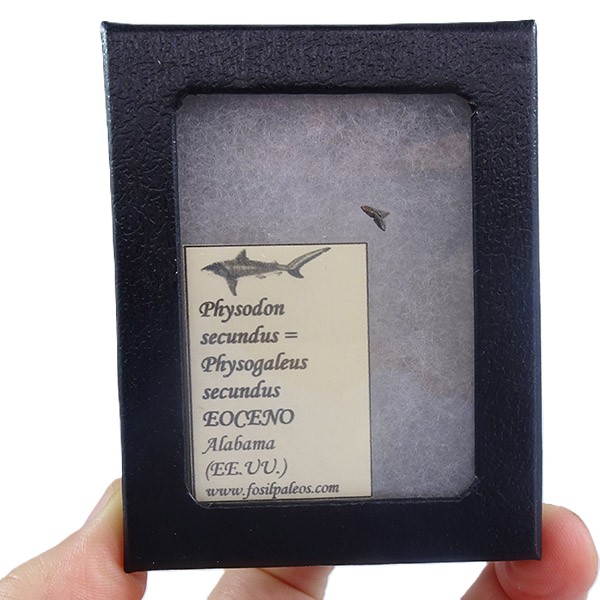 Physodon
secundus =
Physogaleus
secundus
EOCENO
Alabama
(EE.UU.)
www.fosilpaleos.com